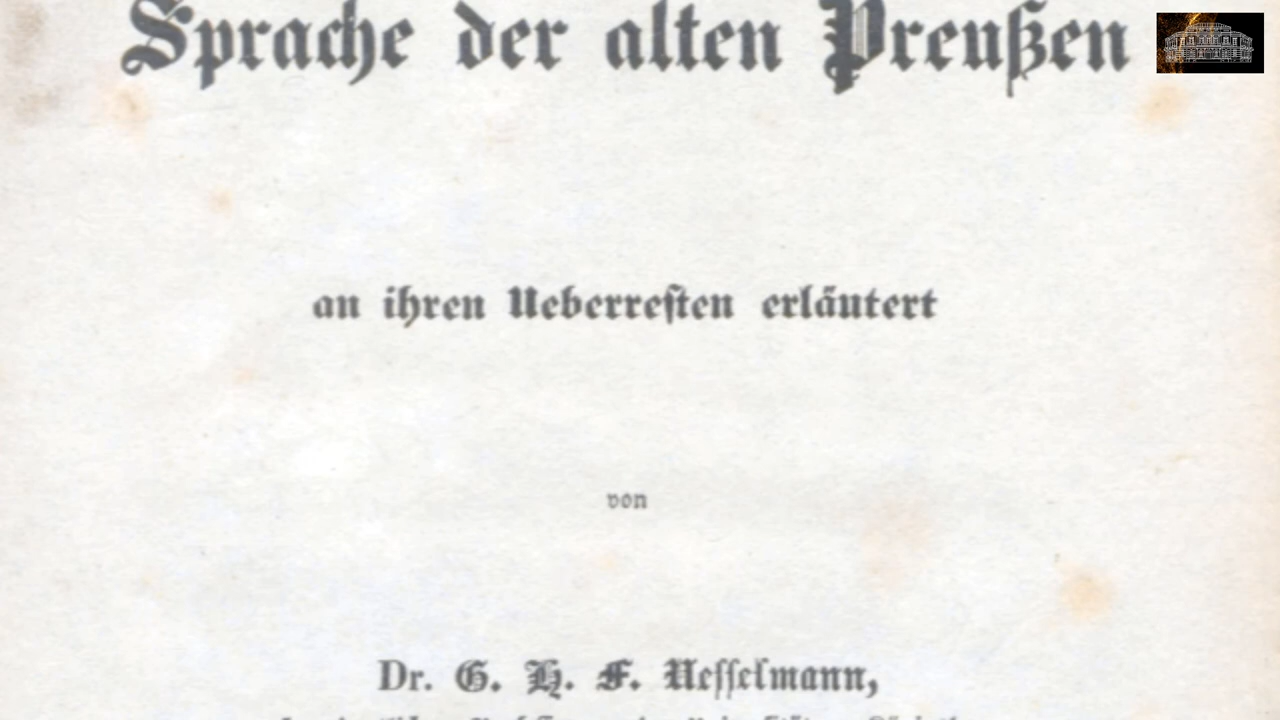 Sprache der alten Preußen
an ihren Ueberresten erläutert
von
Dr. G. H. F. Nesselmann,